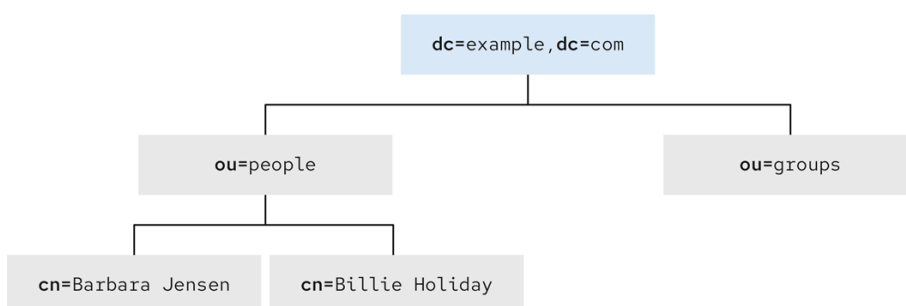 dc=example,dc=com
ou=people
ou=groups
cn=Barbara Jensen
cn=Billie Holiday